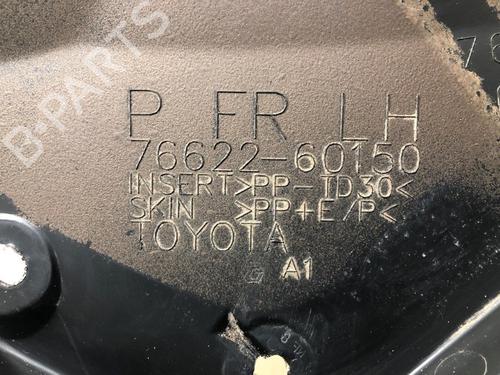 B-PARTS
P FR LH
76622-60150
INSERT>PP-TD30<
SKIN >PP+E/P<
TOYOTA
A1